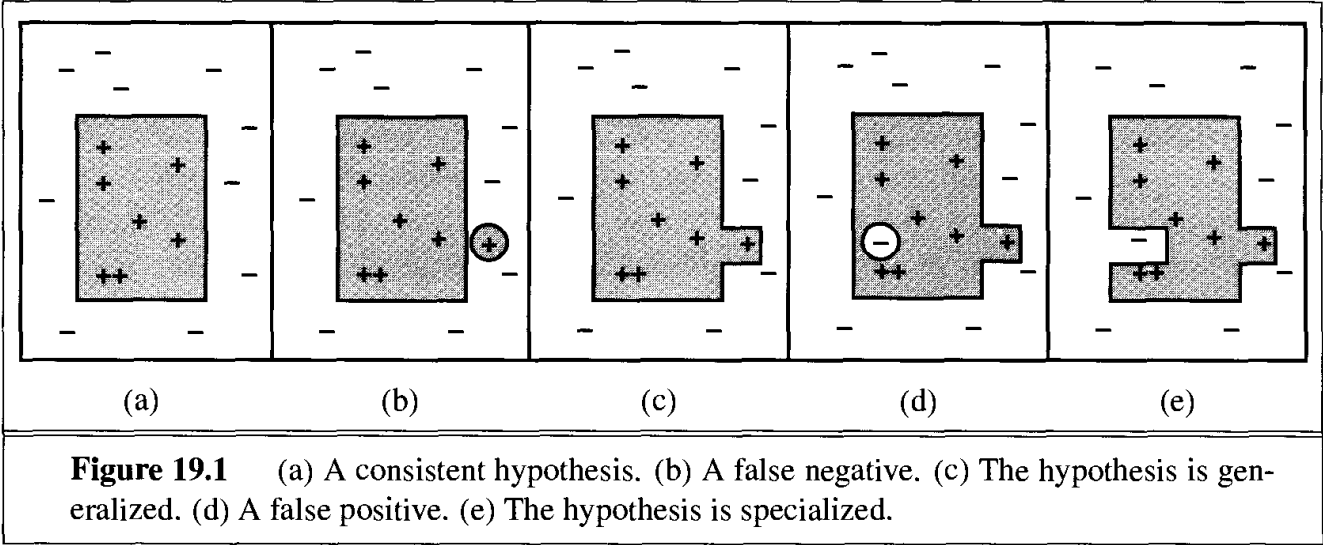 (a) (b) (c) (d) (e)
Figure 19.1 (a) A consistent hypothesis. (b) A false negative. (c) The hypothesis is gen-
eralized. (d) A false positive. (e) The hypothesis is specialized.